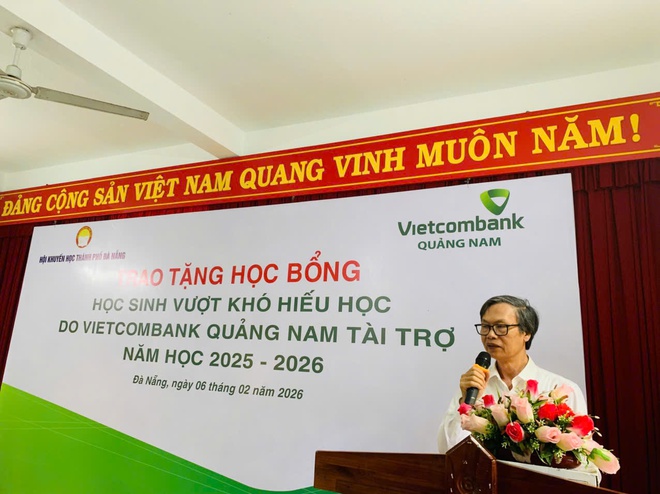 ĐẢNG CỘNG SẢN VIỆT NAM QUANG VINH MUÔN NĂM!
HỘI KHUYẾN HỌC THÀNH PHỐ ĐÀ NẴNG
Vietcombank
QUẢNG NAM
TRAO TẶNG HỌC BỔNG
HỌC SINH VƯỢT KHÓ HIẾU HỌC
DO VIETCOMBANK QUẢNG NAM TÀI TRỢ
NĂM HỌC 2025 - 2026
Đà Nẵng, ngày 06 tháng 02 năm 2026